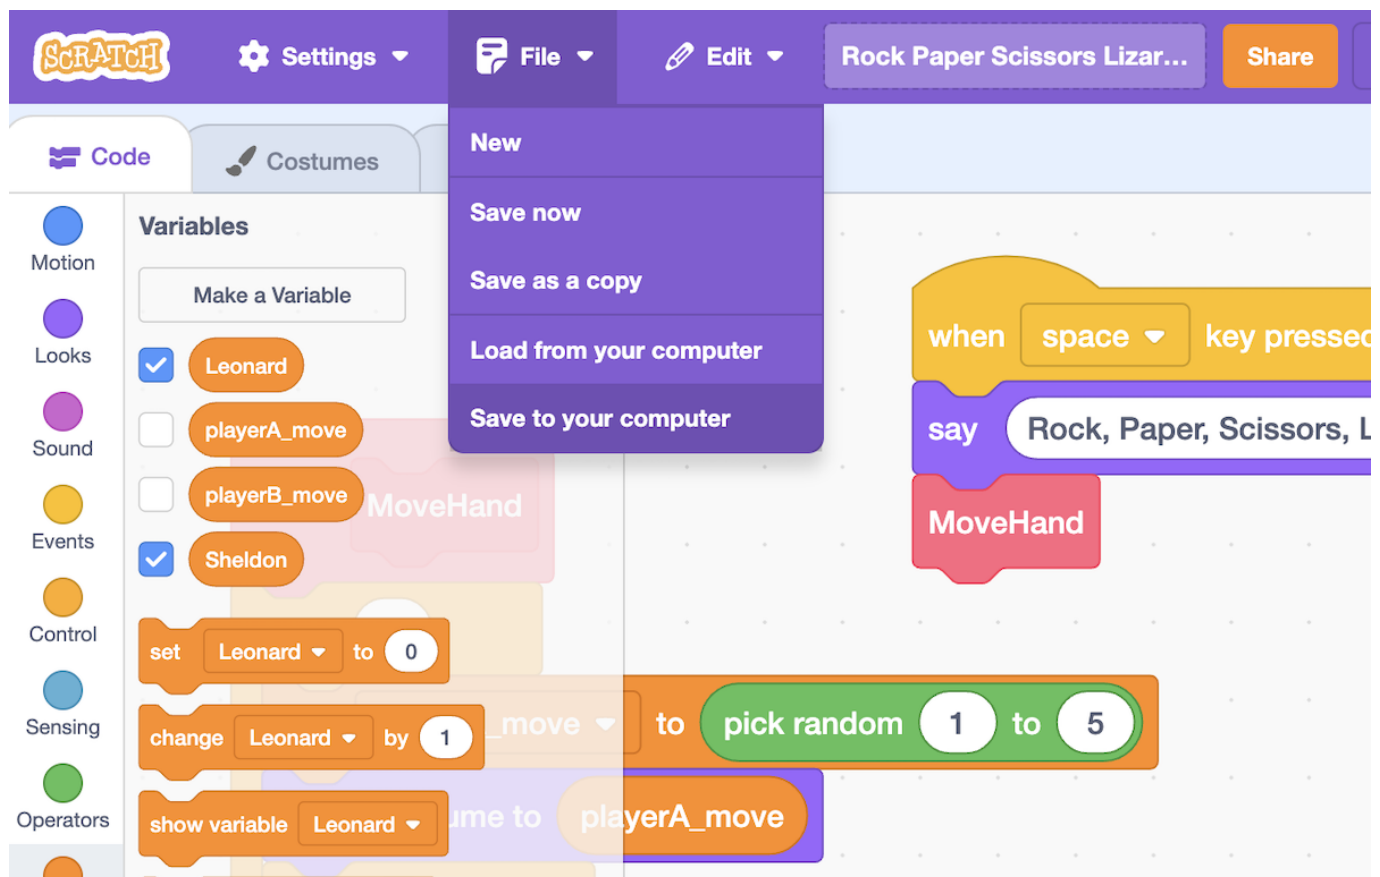 SCRATCH Settings File Edit Rock Paper Scissors Lizar... Share
Code Costumes
New
Save now
Save as a copy
Load from your computer
Save to your computer
Motion
Looks
Sound
Events
Control
Sensing
Operators
Variables
Make a Variable
Leonard
playerA_move
playerB_move
Sheldon
set Leonard to 0
change Leonard by 1
show variable Leonard
MoveHand
_move to pick random 1 to 5
ume to playerA_move
when space key pressed
say Rock, Paper, Scissors, L
MoveHand